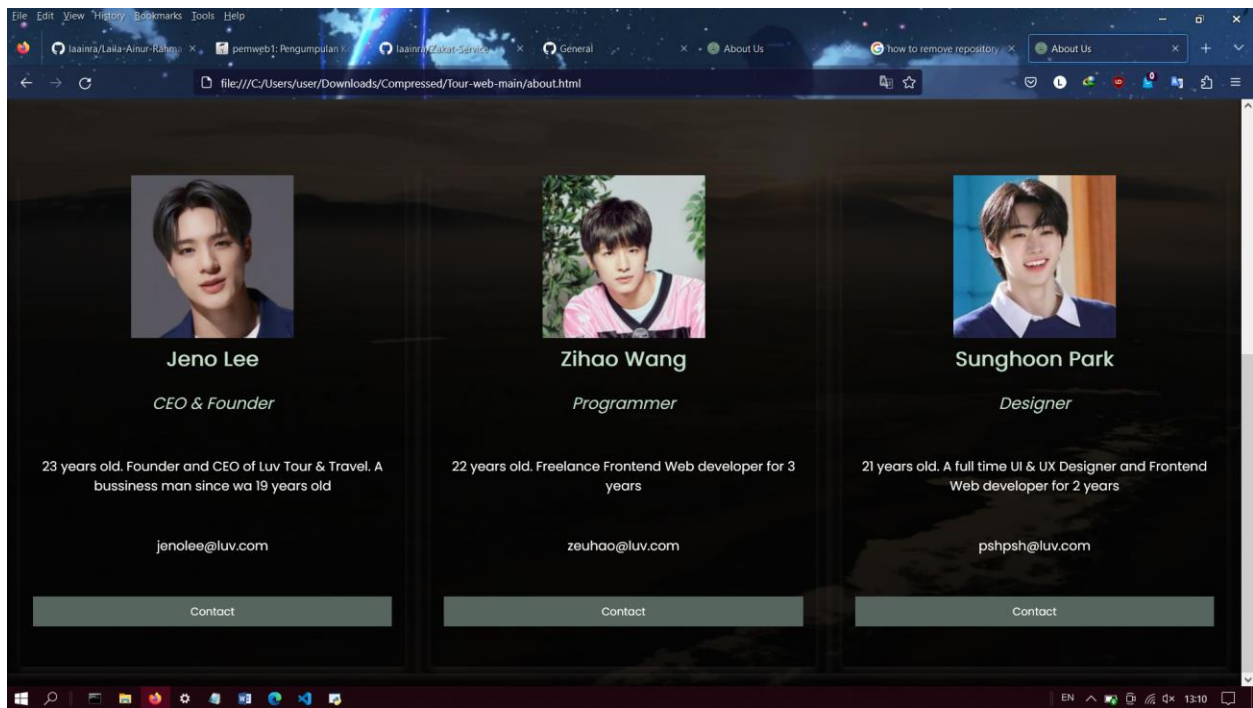 File Edit View History Bookmarks Tools Help
laainra/Laila-Ainur-Rahma
pemweb1: Pengumpulan K
laainra/Zakat-Service
General
About Us
how to remove repository
About Us
file:///C:/Users/user/Downloads/Compressed/Tour-web-main/about.html
Jeno Lee
CEO & Founder
23 years old. Founder and CEO of Luv Tour & Travel. A
bussiness man since wa 19 years old
jenolee@luv.com
Contact
Zihao Wang
Programmer
22 years old. Freelance Frontend Web developer for 3
years
zeuhao@luv.com
Contact
Sunghoon Park
Designer
21 years old. A full time UI & UX Designer and Frontend
Web developer for 2 years
pshpsh@luv.com
Contact
EN 13:10